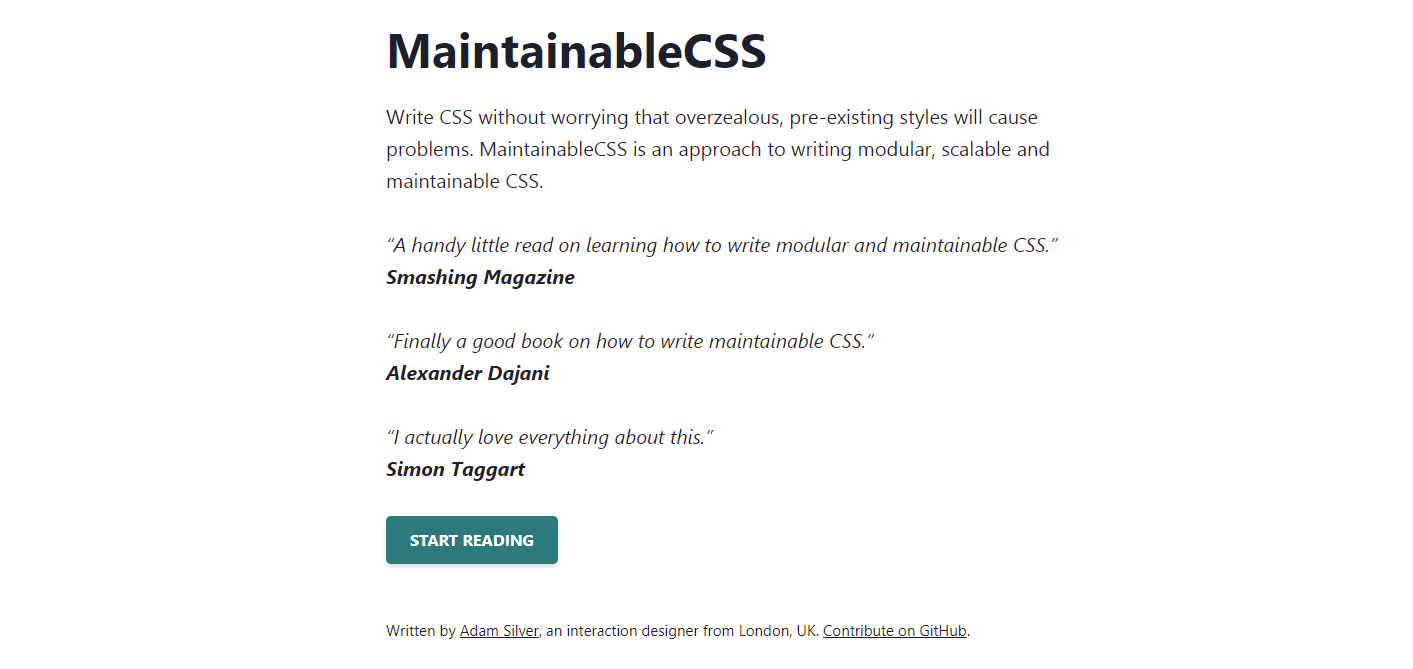 MaintainableCSS
Write CSS without worrying that overzealous, pre-existing styles will cause
problems. MaintainableCSS is an approach to writing modular, scalable and
maintainable CSS.
“A handy little read on learning how to write modular and maintainable CSS.”
Smashing Magazine
“Finally a good book on how to write maintainable CSS.”
Alexander Dajani
“I actually love everything about this.”
Simon Taggart
START READING
Written by Adam Silver, an interaction designer from London, UK. Contribute on GitHub.